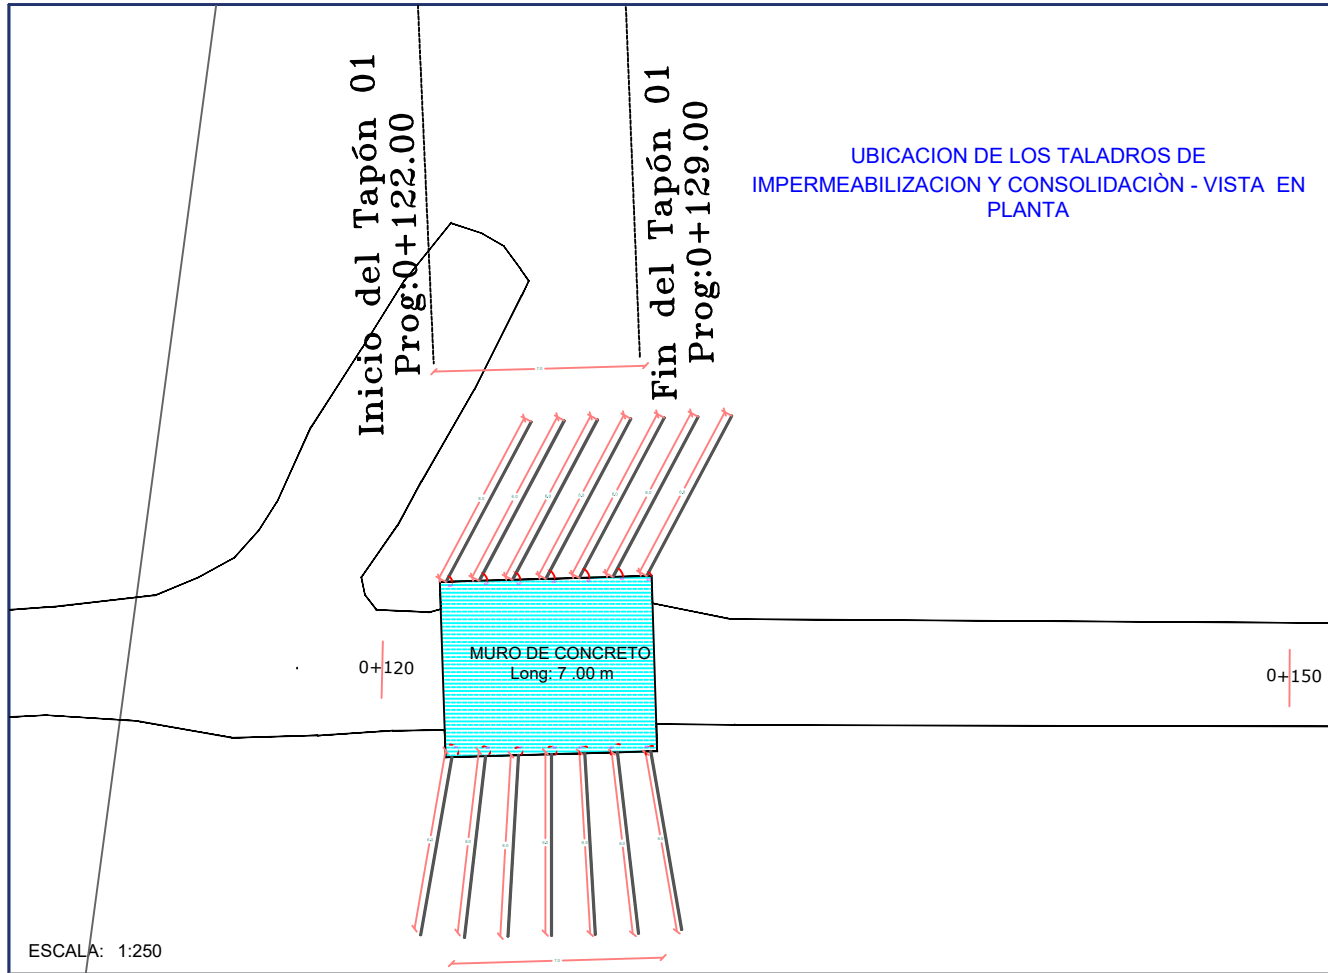 Inicio del Tapón 01
Prog:0+122.00
Fin del Tapón 01
Prog:0+129.00
UBICACION DE LOS TALADROS DE
IMPERMEABILIZACION Y CONSOLIDACIÒN - VISTA EN
PLANTA
MURO DE CONCRETO
Long: 7 .00 m
0+120
0+150
ESCALA: 1:250